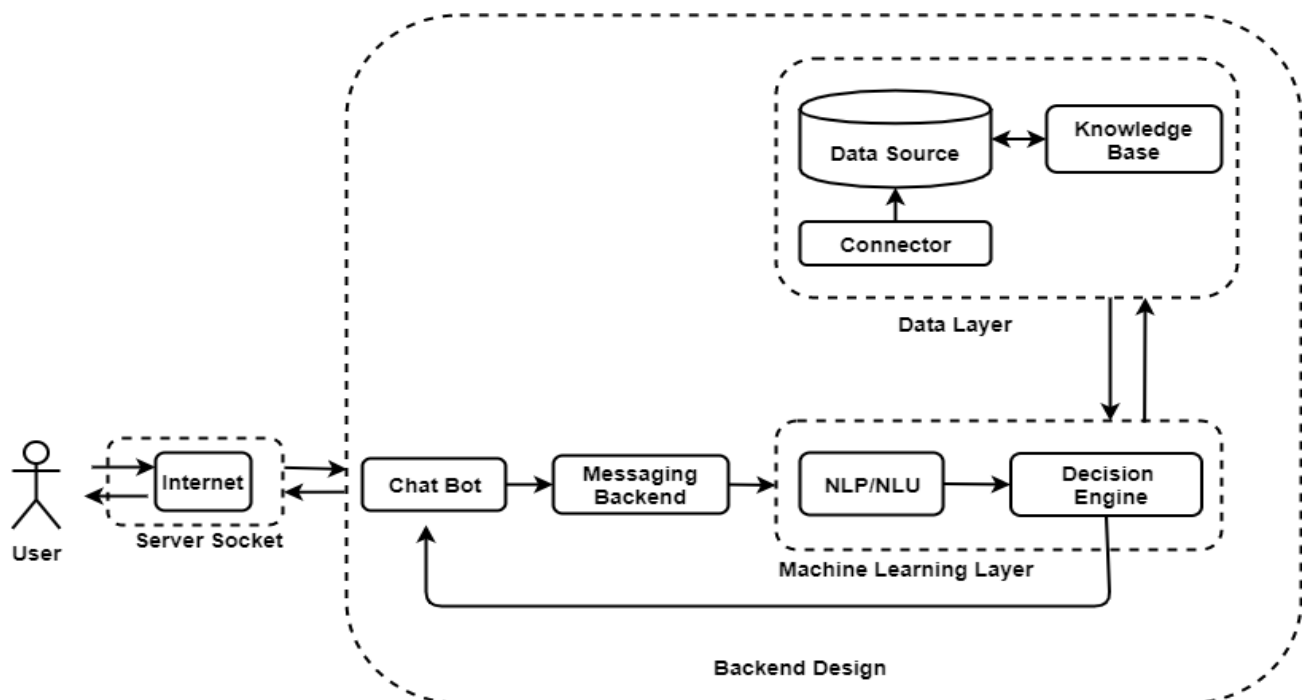 Data Source
Knowledge
Base
Connector
Data Layer
User
Internet
Server Socket
Chat Bot
Messaging
Backend
NLP/NLU
Decision
Engine
Machine Learning Layer
Backend Design